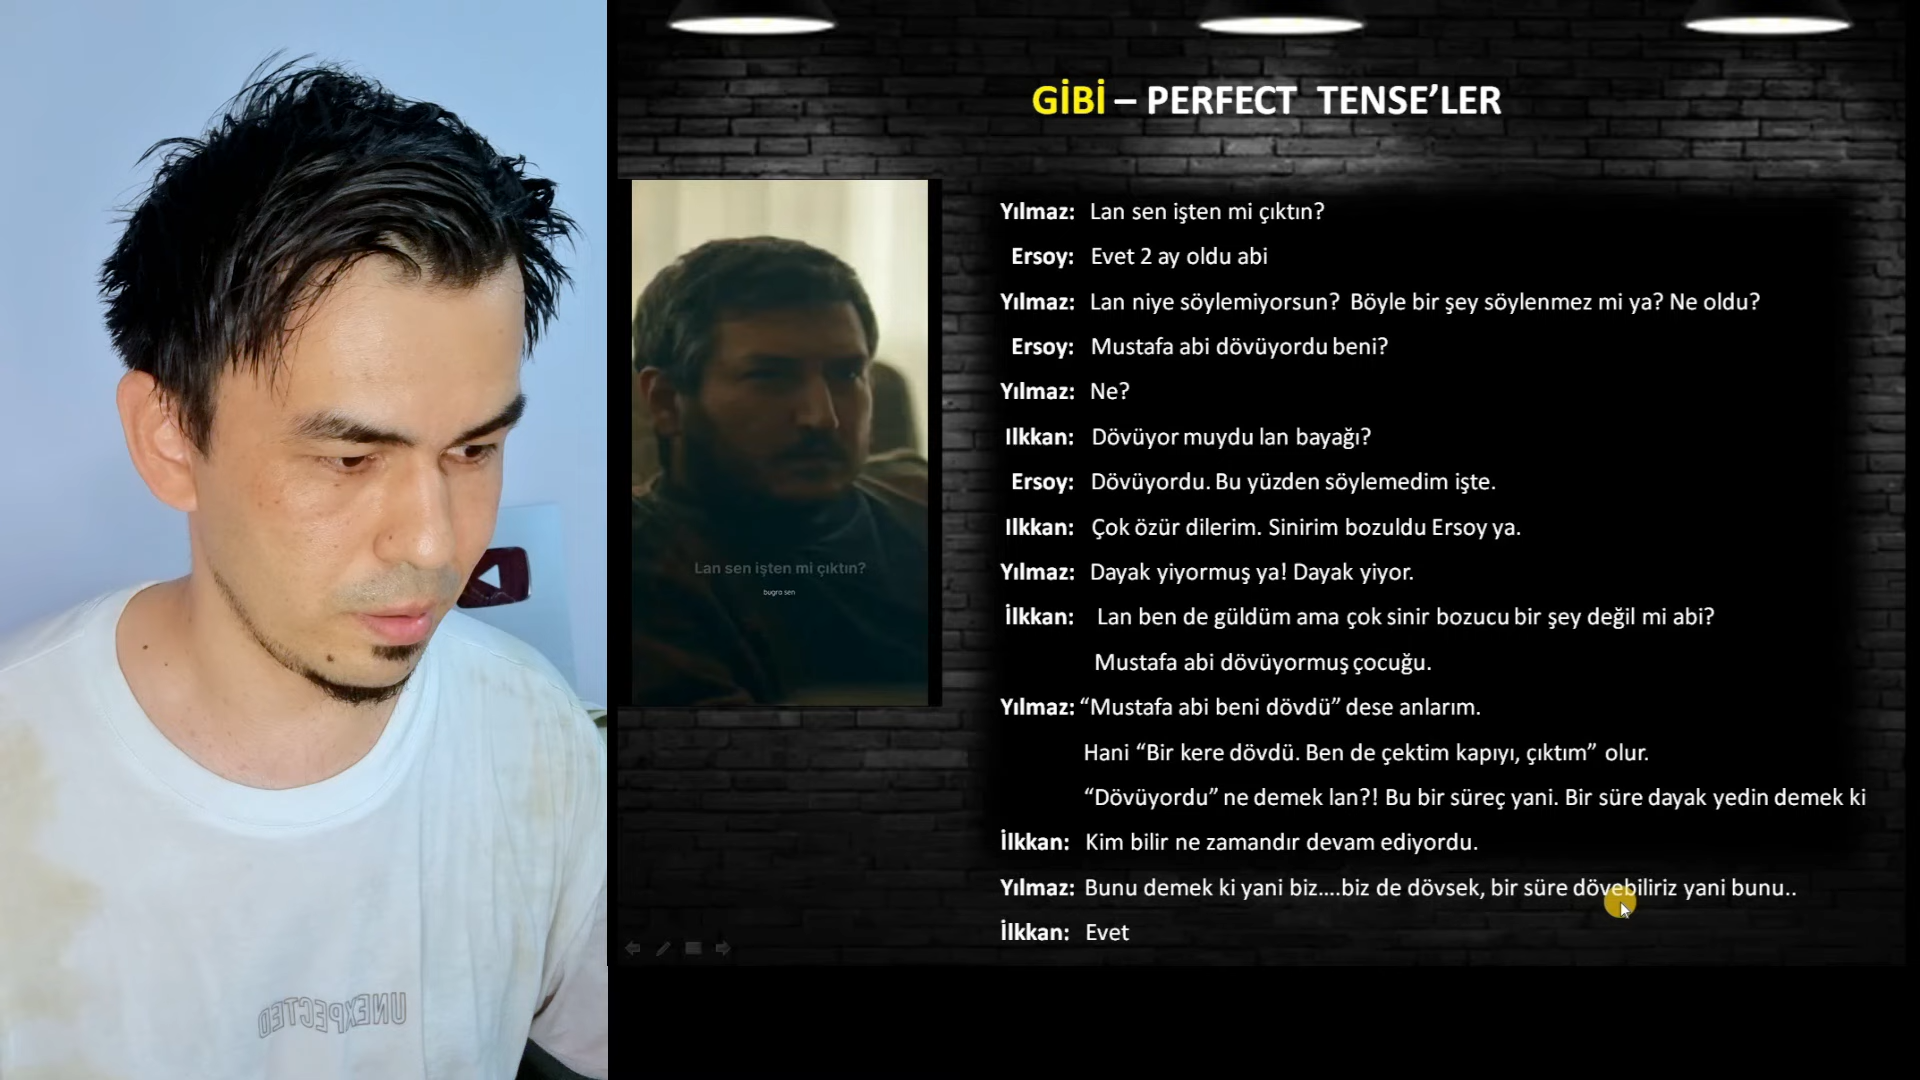 GİBİ – PERFECT TENSE’LER
Yılmaz: Lan sen işten mi çıktın?
Ersoy: Evet 2 ay oldu abi
Yılmaz: Lan niye söylemiyorsun? Böyle bir şey söylenmez mi ya? Ne oldu?
Ersoy: Mustafa abi dövüyordu beni?
Yılmaz: Ne?
Ilkkan: Dövüyor muydu lan bayağı?
Ersoy: Dövüyordu. Bu yüzden söylemedim işte.
Ilkkan: Çok özür dilerim. Sinirim bozuldu Ersoy ya.
Yılmaz: Dayak yiyormuş ya! Dayak yiyor.
İlkkan: Lan ben de güldüm ama çok sinir bozucu bir şey değil mi abi?
Mustafa abi dövüyormuş çocuğu.
Yılmaz: “Mustafa abi beni dövdü” dese anlarım.
Hani “Bir kere dövdü. Ben de çektim kapıyı, çıktım” olur.
“Dövüyordu” ne demek lan?! Bu bir süreç yani. Bir süre dayak yedin demek ki
İlkkan: Kim bilir ne zamandır devam ediyordu.
Yılmaz: Bunu demek ki yani biz....biz de dövsek, bir süre dövebiliriz yani bunu..
İlkkan: Evet
Lan sen işten mi çıktın?
bugra sen
UNEXPECTED